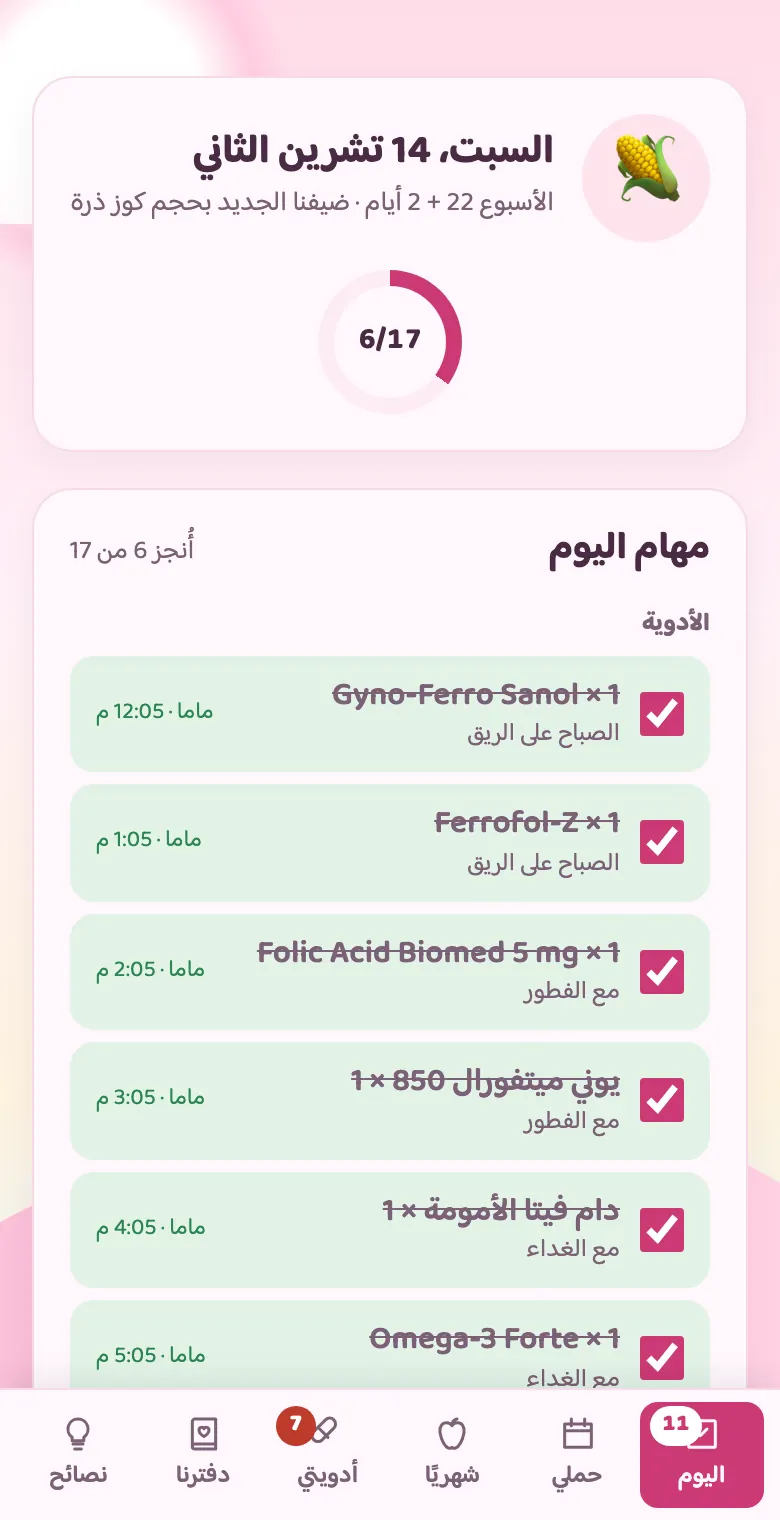 السبت، 14 تشرين الثاني
الأسبوع 22 + 2 أيام · ضيفنا الجديد بحجم كوز ذرة
6/17
مهام اليوم
أُنجز 6 من 17
الأدوية
Gyno-Ferro Sanol × 1
الصباح على الريق
ماما · 12:05 م
Ferrofol-Z × 1
الصباح على الريق
ماما · 1:05 م
Folic Acid Biomed 5 mg × 1
مع الفطور
ماما · 2:05 م
يوني ميتفورال 850 × 1
مع الفطور
ماما · 3:05 م
دام فيتا الأمومة × 1
مع الغداء
ماما · 4:05 م
Omega-3 Forte × 1
مع الغداء
ماما · 5:05 م
11
اليوم
حملي
شهريًا
7
أدويتي
دفترنا
نصائح